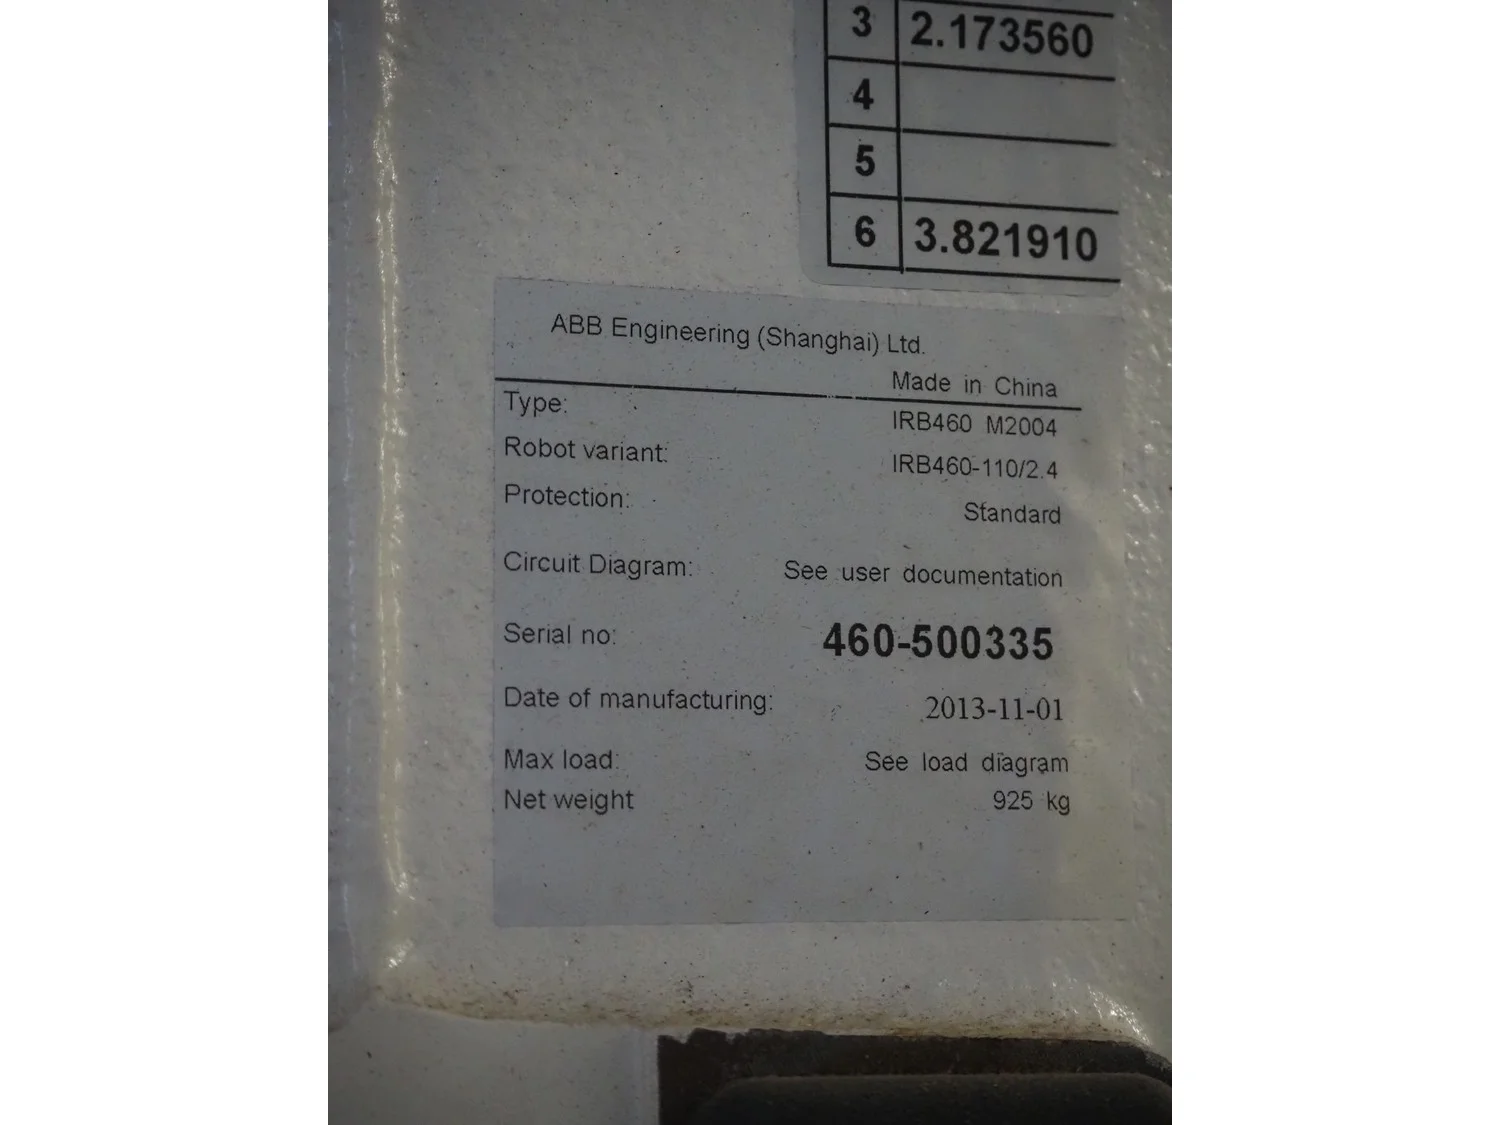 3 2.173560
4
5
6 3.821910
ABB Engineering (Shanghai) Ltd.
Made in China
Type: IRB460 M2004
Robot variant: IRB460-110/2.4
Protection: Standard
Circuit Diagram: See user documentation
Serial no: 460-500335
Date of manufacturing: 2013-11-01
Max load: See load diagram
Net weight 925 kg